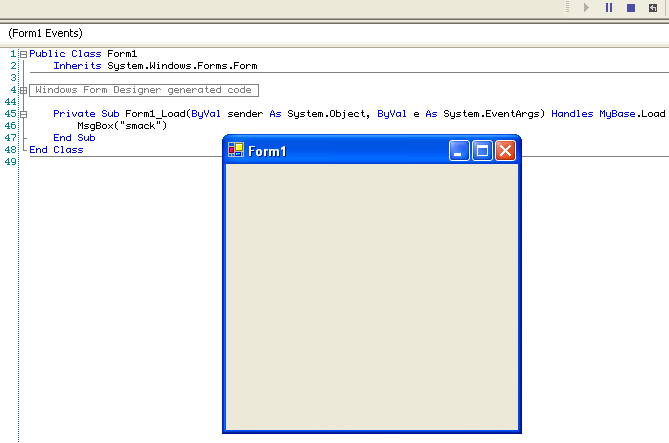 (Form1 Events)
1 Public Class Form1
2 Inherits System.Windows.Forms.Form
3
4 Windows Form Designer generated code
44
45 Private Sub Form1_Load(ByVal sender As System.Object, ByVal e As System.EventArgs) Handles MyBase.Load
46 MsgBox("smack")
47 End Sub
48 End Class
49
Form1